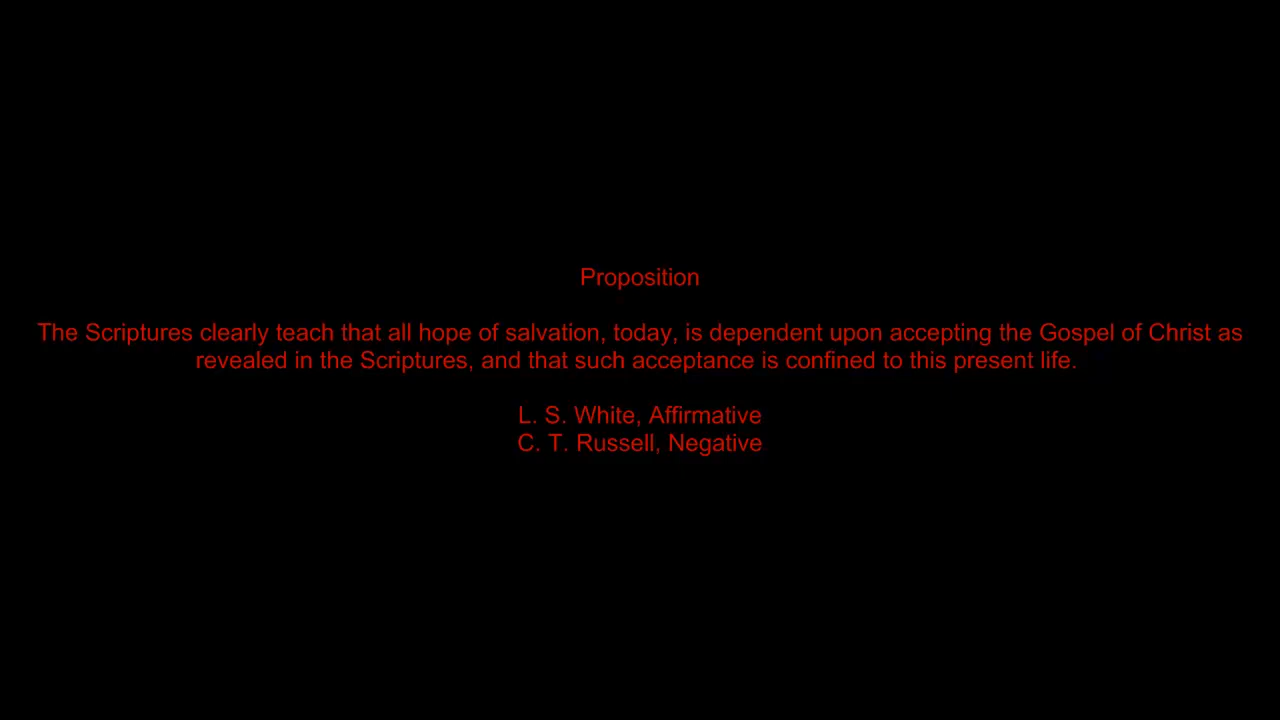 Proposition
The Scriptures clearly teach that all hope of salvation, today, is dependent upon accepting the Gospel of Christ as
revealed in the Scriptures, and that such acceptance is confined to this present life.
L. S. White, Affirmative
C. T. Russell, Negative